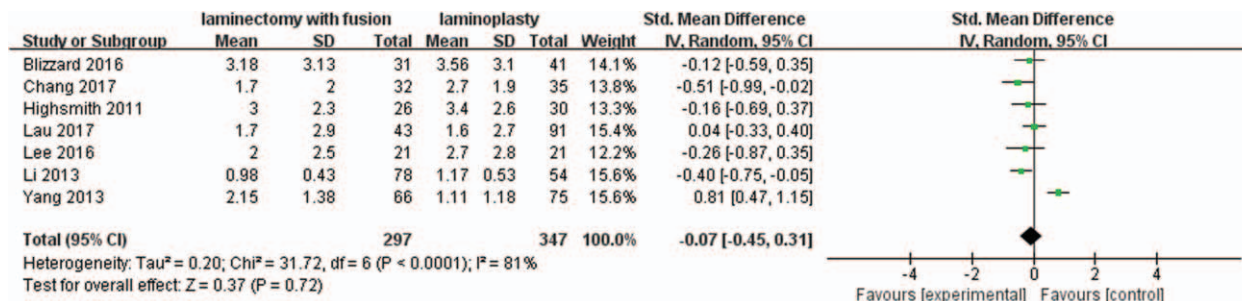 laminectomy with fusion laminoplasty Std. Mean Difference Std. Mean Difference
Study or Subgroup Mean SD Total Mean SD Total Weight IV, Random, 95% CI IV, Random, 95% CI
Blizzard 2016 3.18 3.13 31 3.56 3.1 41 14.1% -0.12 [-0.59, 0.35]
Chang 2017 1.7 2 32 2.7 1.9 35 13.8% -0.51 [-0.99, -0.02]
Highsmith 2011 3 2.3 26 3.4 2.6 30 13.3% -0.16 [-0.69, 0.37]
Lau 2017 1.7 2.9 43 1.6 2.7 91 15.4% 0.04 [-0.33, 0.40]
Lee 2016 2 2.5 21 2.7 2.8 21 12.2% -0.26 [-0.87, 0.35]
Li 2013 0.98 0.43 78 1.17 0.53 54 15.6% -0.40 [-0.75, -0.05]
Yang 2013 2.15 1.38 66 1.11 1.18 75 15.6% 0.81 [0.47, 1.15]
Total (95% CI) 297 347 100.0% -0.07 [-0.45, 0.31]
Heterogeneity: Tau² = 0.20; Chi² = 31.72, df = 6 (P < 0.0001); I² = 81%
Test for overall effect: Z = 0.37 (P = 0.72)
-4 -2 0 2 4
Favours [experimental] Favours [control]